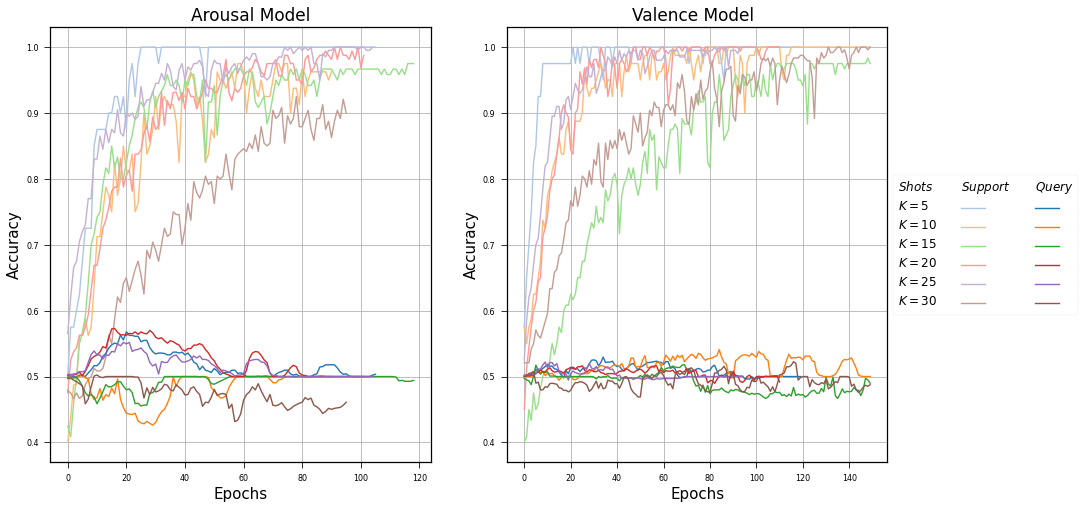 Arousal Model
1.0
0.9
0.8
0.7
0.6
0.5
0.4
Accuracy
0 20 40 60 80 100 120
Epochs
Valence Model
1.0
0.9
0.8
0.7
0.6
0.5
0.4
Accuracy
0 20 40 60 80 100 120 140
Epochs
Shots Support Query
K = 5
K = 10
K = 15
K = 20
K = 25
K = 30